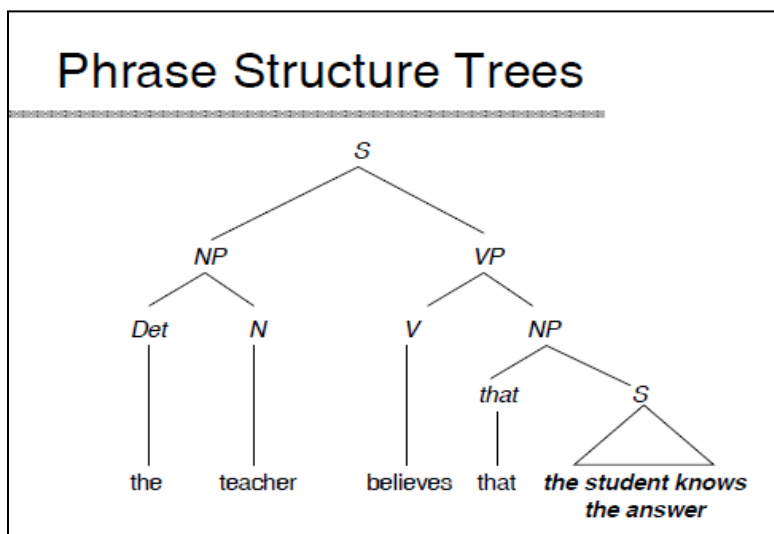 Phrase Structure Trees
S
NP VP
Det N V NP
that S
the teacher believes that the student knows
the answer